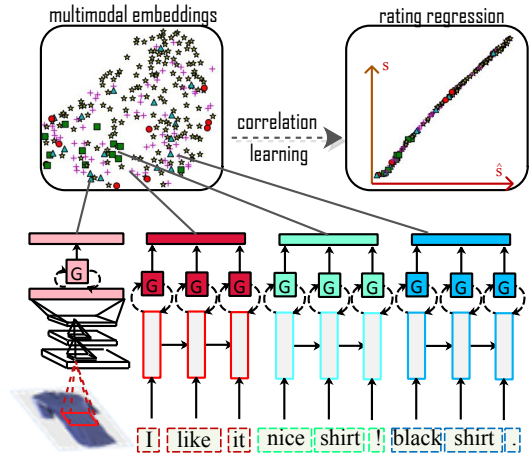 multimodal embeddings
rating regression
s
correlation
learning
ŝ
G G G G G G G G G G
I like it nice shirt ! black shirt .